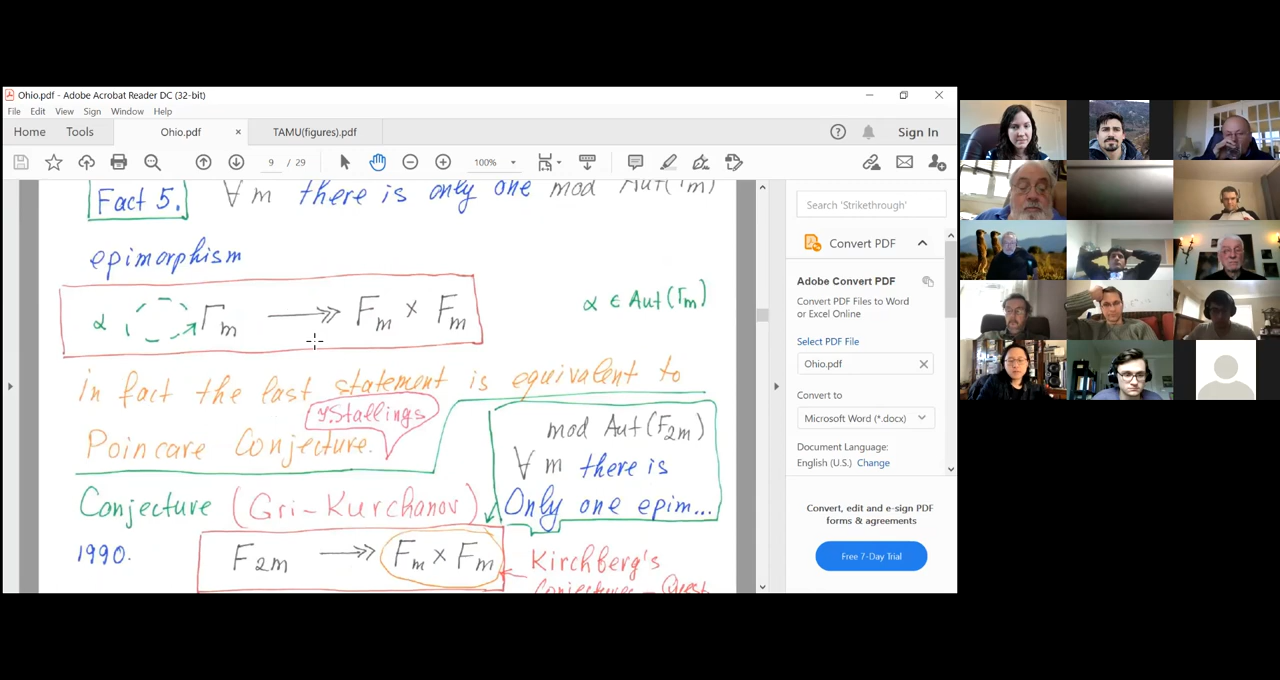 Ohio.pdf - Adobe Acrobat Reader DC (32-bit)
File Edit View Sign Window Help
Home Tools Ohio.pdf × TAMU(figures).pdf Sign In
9 / 29 100%
Fact 5. ∀ m there is only one mod Aut(Γm)
epimorphism
α Γm ↠ Fm × Fm α ∈ Aut(Γm)
in fact the last statement is equivalent to
J.Stallings
Poincare Conjecture.
mod Aut(F2m)
∀ m there is
Only one epim...
Conjecture (Gri-Kurchanov)
1990.
F2m ↠ Fm × Fm
Kirchberg's
Search 'Strikethrough'
Convert PDF
Adobe Convert PDF
Convert PDF Files to Word
or Excel Online
Select PDF File
Ohio.pdf
Convert to
Microsoft Word (*.docx)
Document Language:
English (U.S.) Change
Convert, edit and e-sign PDF
forms & agreements
Free 7-Day Trial